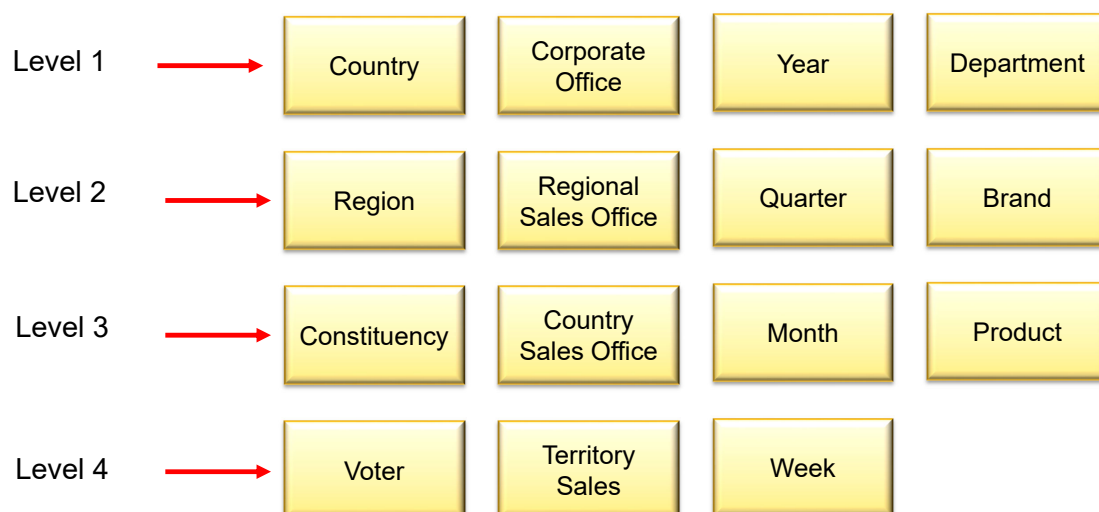 Level 1
Country
Corporate
Office
Year
Department
Level 2
Region
Regional
Sales Office
Quarter
Brand
Level 3
Constituency
Country
Sales Office
Month
Product
Level 4
Voter
Territory
Sales
Week